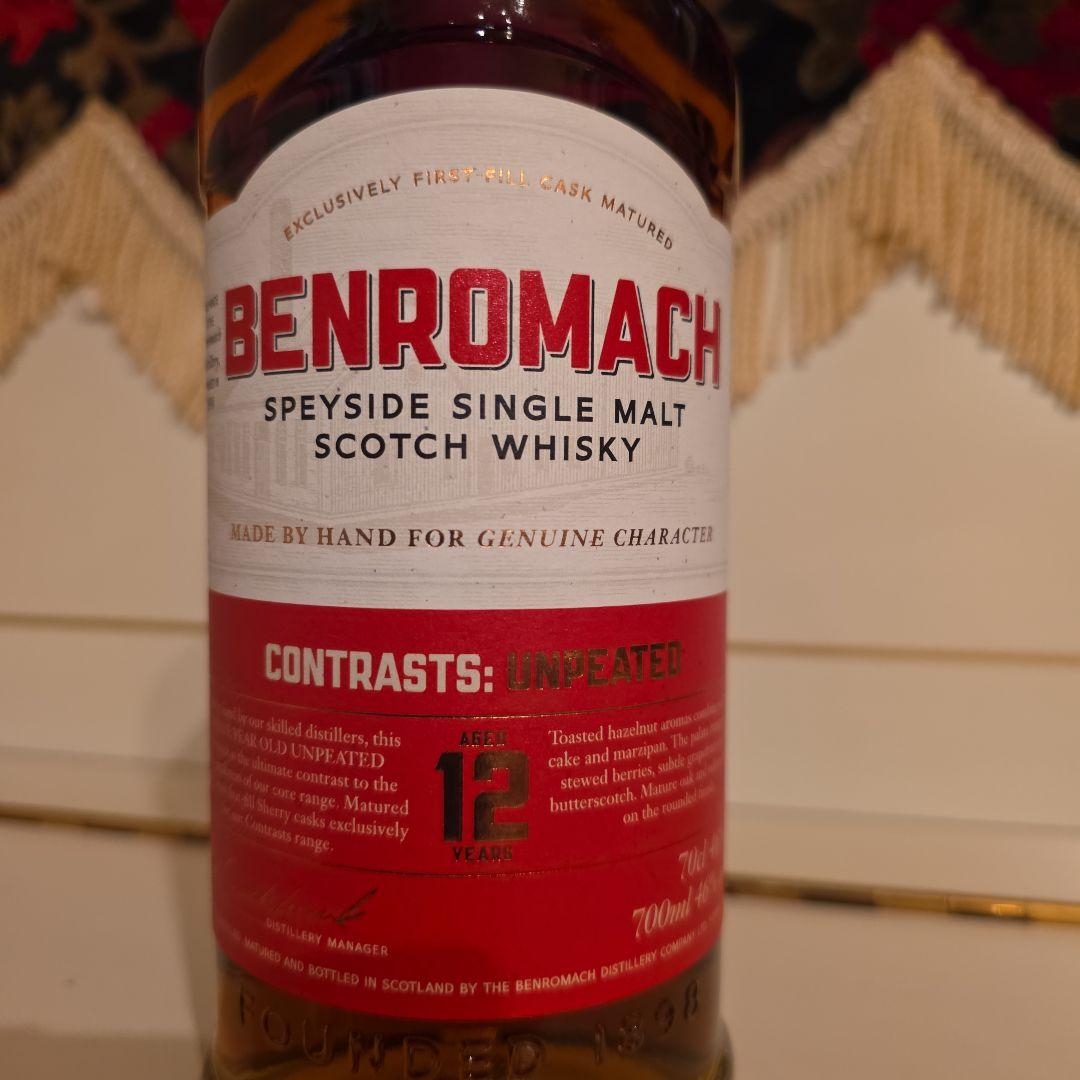 EXCLUSIVELY FIRST-FILL CASK MATURED
BENROMACH
SPEYSIDE SINGLE MALT
SCOTCH WHISKY
MADE BY HAND FOR GENUINE CHARACTER
CONTRASTS: UNPEATED
by our skilled distillers, this
YEAR OLD UNPEATED
ultimate contrast to the
of our core range. Matured
Sherry casks exclusively
Contrasts range.
AGED
12
YEARS
Toasted hazelnut aromas
cake and marzipan. The
stewed berries, subtle
butterscotch. Mature oak
on the rounded
DISTILLERY MANAGER
70cl
700ml 46%
MATURED AND BOTTLED IN SCOTLAND BY THE BENROMACH DISTILLERY COMPANY
FOUNDED 1898